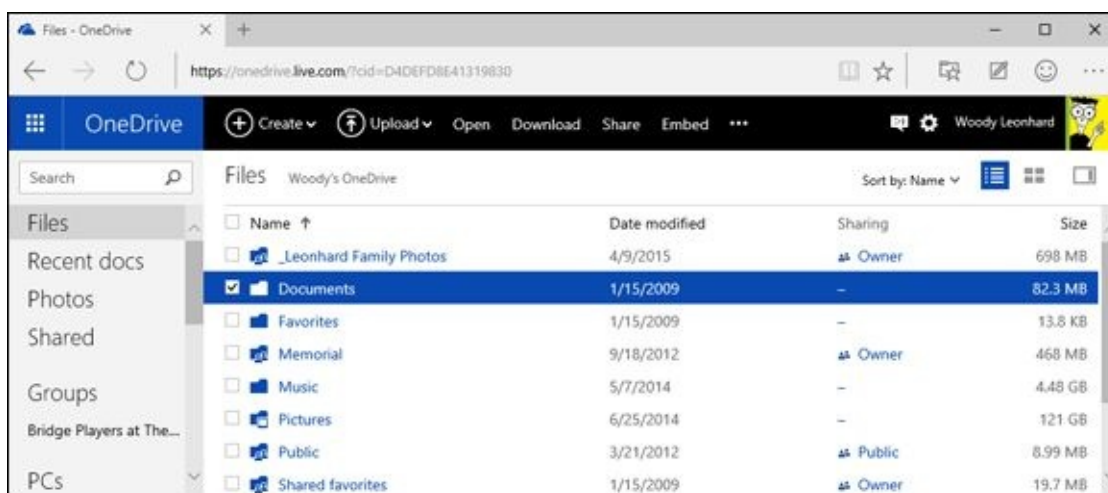 Files - OneDrive
https://onedrive.live.com/?cid=D4DEFD8E41319830
OneDrive Create Upload Open Download Share Embed ••• Woody Leonhard
Search Files Woody's OneDrive Sort by: Name
Files Name Date modified Sharing Size
_Leonhard Family Photos 4/9/2015 Owner 698 MB
Recent docs
Documents 1/15/2009 – 82.3 MB
Photos
Favorites 1/15/2009 – 13.8 KB
Shared
Memorial 9/18/2012 Owner 468 MB
Groups Music 5/7/2014 – 4.48 GB
Bridge Players at The... Pictures 6/25/2014 – 121 GB
Public 3/21/2012 Public 8.99 MB
PCs Shared favorites 1/15/2009 Owner 19.7 MB